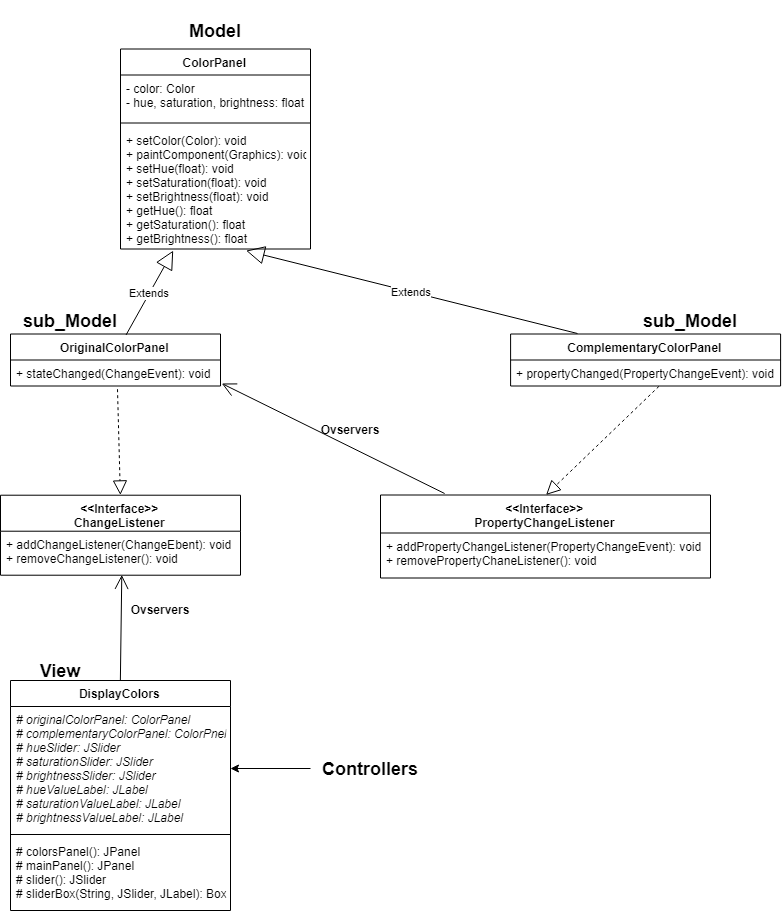 Model
ColorPanel
- color: Color
- hue, saturation, brightness: float
+ setColor(Color): void
+ paintComponent(Graphics): void
+ setHue(float): void
+ setSaturation(float): void
+ setBrightness(float): void
+ getHue(): float
+ getSaturation(): float
+ getBrightness(): float
Extends
Extends
sub_Model
OriginalColorPanel
+ stateChanged(ChangeEvent): void
sub_Model
ComplementaryColorPanel
+ propertyChanged(PropertyChangeEvent): void
Ovservers
<<Interface>>
ChangeListener
+ addChangeListener(ChangeEbent): void
+ removeChangeListener(): void
<<Interface>>
PropertyChangeListener
+ addPropertyChangeListener(PropertyChangeEvent): void
+ removePropertyChaneListener(): void
Ovservers
View
DisplayColors
# originalColorPanel: ColorPanel
# complementaryColorPanel: ColorPnel
# hueSlider: JSlider
# saturationSlider: JSlider
# brightnessSlider: JSlider
# hueValueLabel: JLabel
# saturationValueLabel: JLabel
# brightnessValueLabel: JLabel
# colorsPanel(): JPanel
# mainPanel(): JPanel
# slider(): JSlider
# sliderBox(String, JSlider, JLabel): Box
Controllers